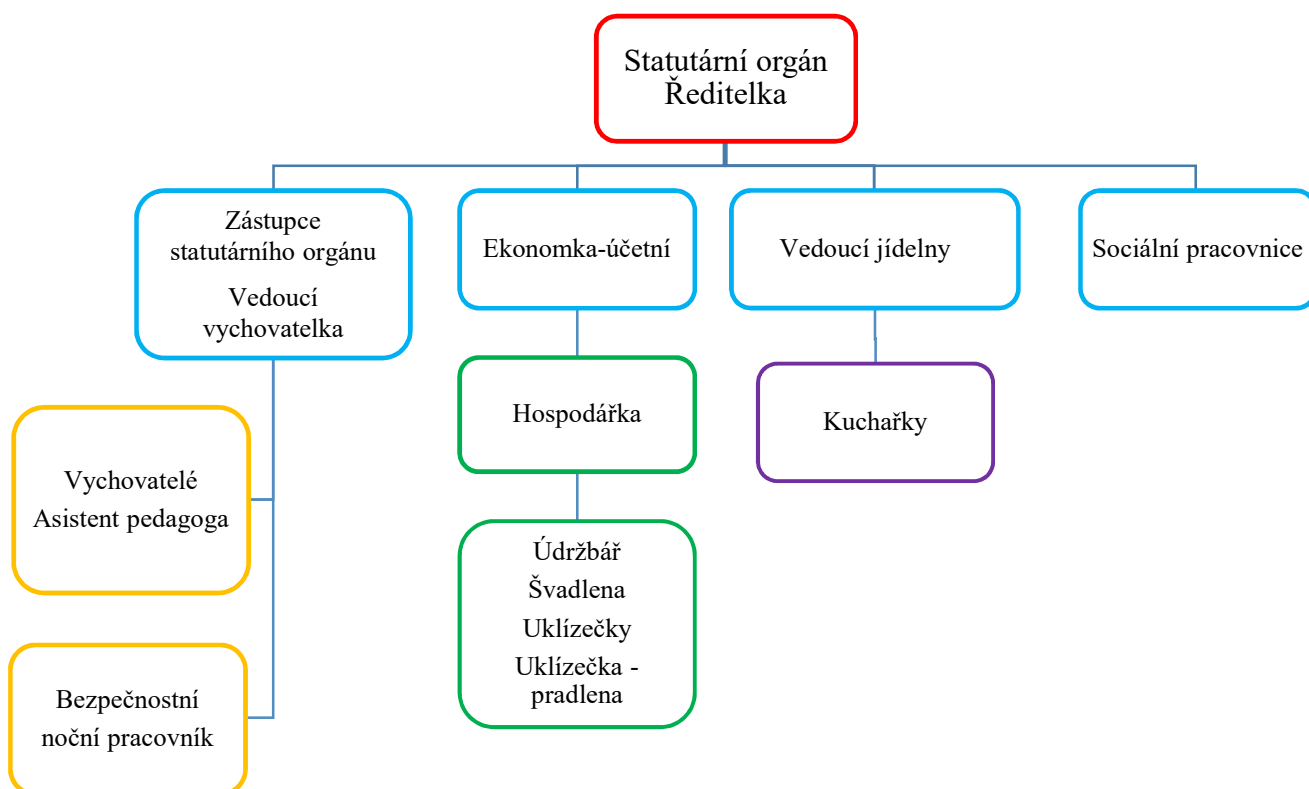 Statutární orgán
Ředitelka
Zástupce
statutárního orgánu
Vedoucí
vychovatelka
Ekonomka-účetní
Vedoucí jídelny
Sociální pracovnice
Hospodářka
Kuchařky
Vychovatelé
Asistent pedagoga
Údržbář
Švadlena
Uklízečky
Uklízečka -
pradlena
Bezpečnostní
noční pracovník